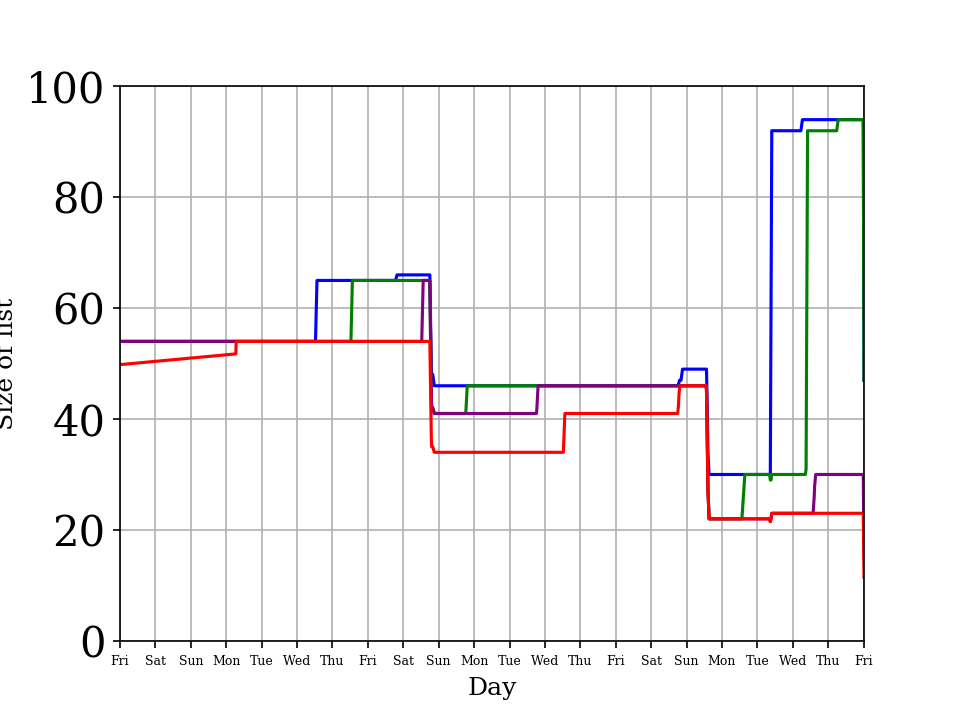 100
80
60
40
20
0
Size of list
Fri Sat Sun Mon Tue Wed Thu Fri Sat Sun Mon Tue Wed Thu Fri Sat Sun Mon Tue Wed Thu Fri
Day